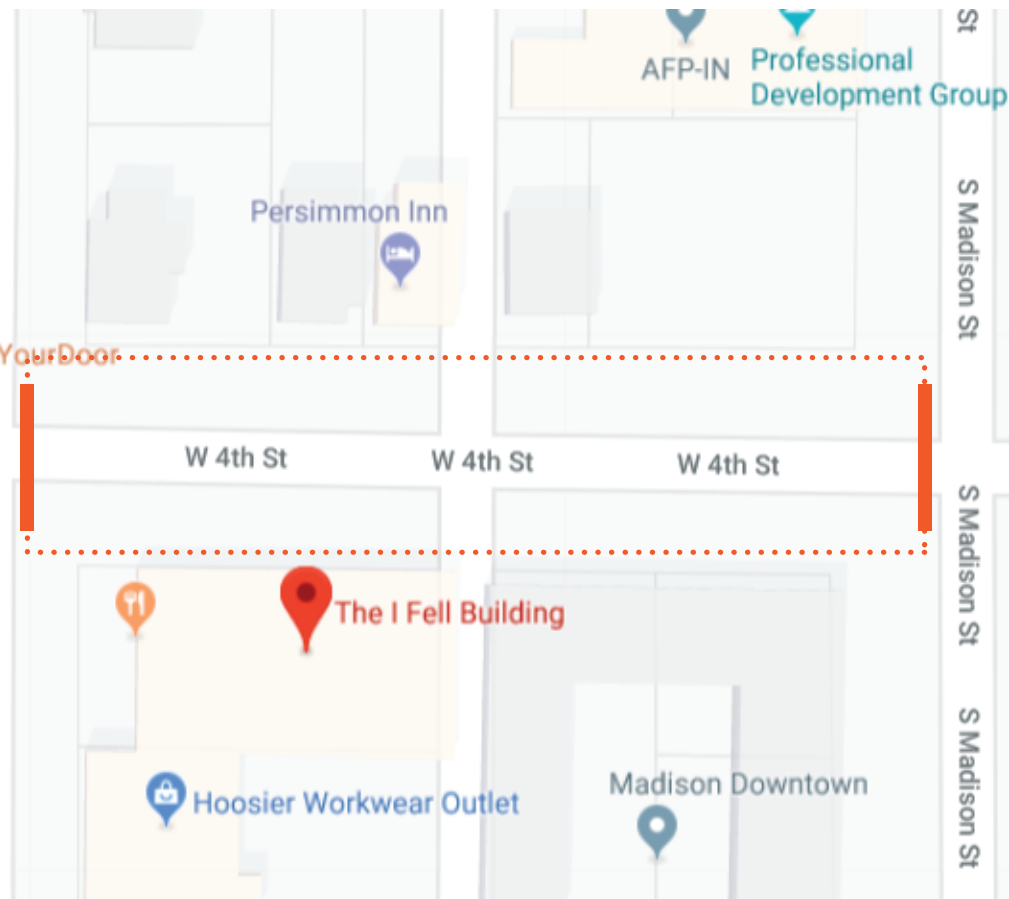 St
AFP-IN
Professional
Development Group
S Madison St
Persimmon Inn
YourDoor
W 4th St
W 4th St
W 4th St
S Madison St
The I Fell Building
S Madison St
Madison Downtown
Hoosier Workwear Outlet